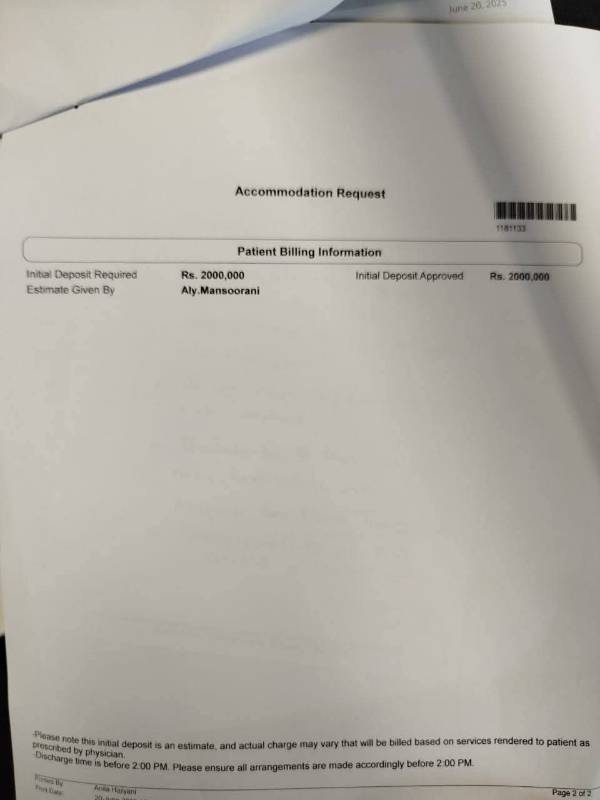 June 20, 2025
Accommodation Request
1181133
Patient Billing Information
Initial Deposit Required Rs. 2000,000 Initial Deposit Approved Rs. 2000,000
Estimate Given By Aly.Mansoorani
-Please note this initial deposit is an estimate, and actual charge may vary that will be billed based on services rendered to patient as
prescribed by physician.
-Discharge time is before 2:00 PM. Please ensure all arrangements are made accordingly before 2:00 PM.
Printed By Anila Hajiyani
Print Date: Page 2 of 2